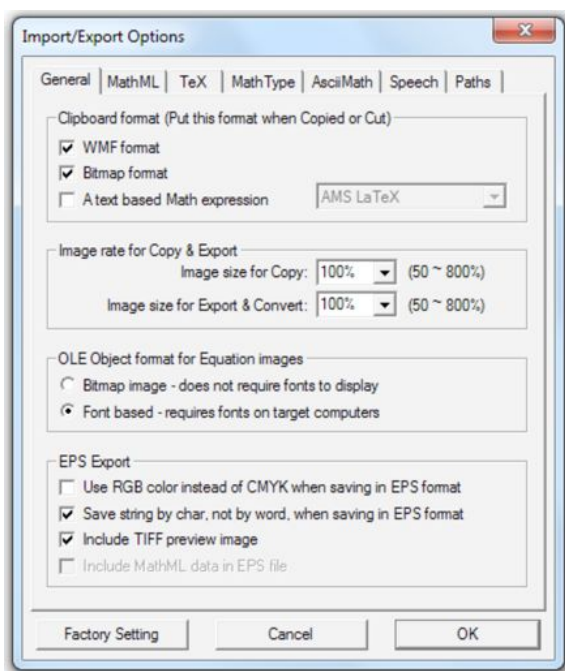 Import/Export Options
General MathML TeX MathType AsciiMath Speech Paths
Clipboard format (Put this format when Copied or Cut)
WMF format
Bitmap format
A text based Math expression AMS LaTeX
Image rate for Copy & Export
Image size for Copy: 100% (50 ~ 800%)
Image size for Export & Convert: 100% (50 ~ 800%)
OLE Object format for Equation images
Bitmap image - does not require fonts to display
Font based - requires fonts on target computers
EPS Export
Use RGB color instead of CMYK when saving in EPS format
Save string by char, not by word, when saving in EPS format
Include TIFF preview image
Include MathML data in EPS file
Factory Setting Cancel OK